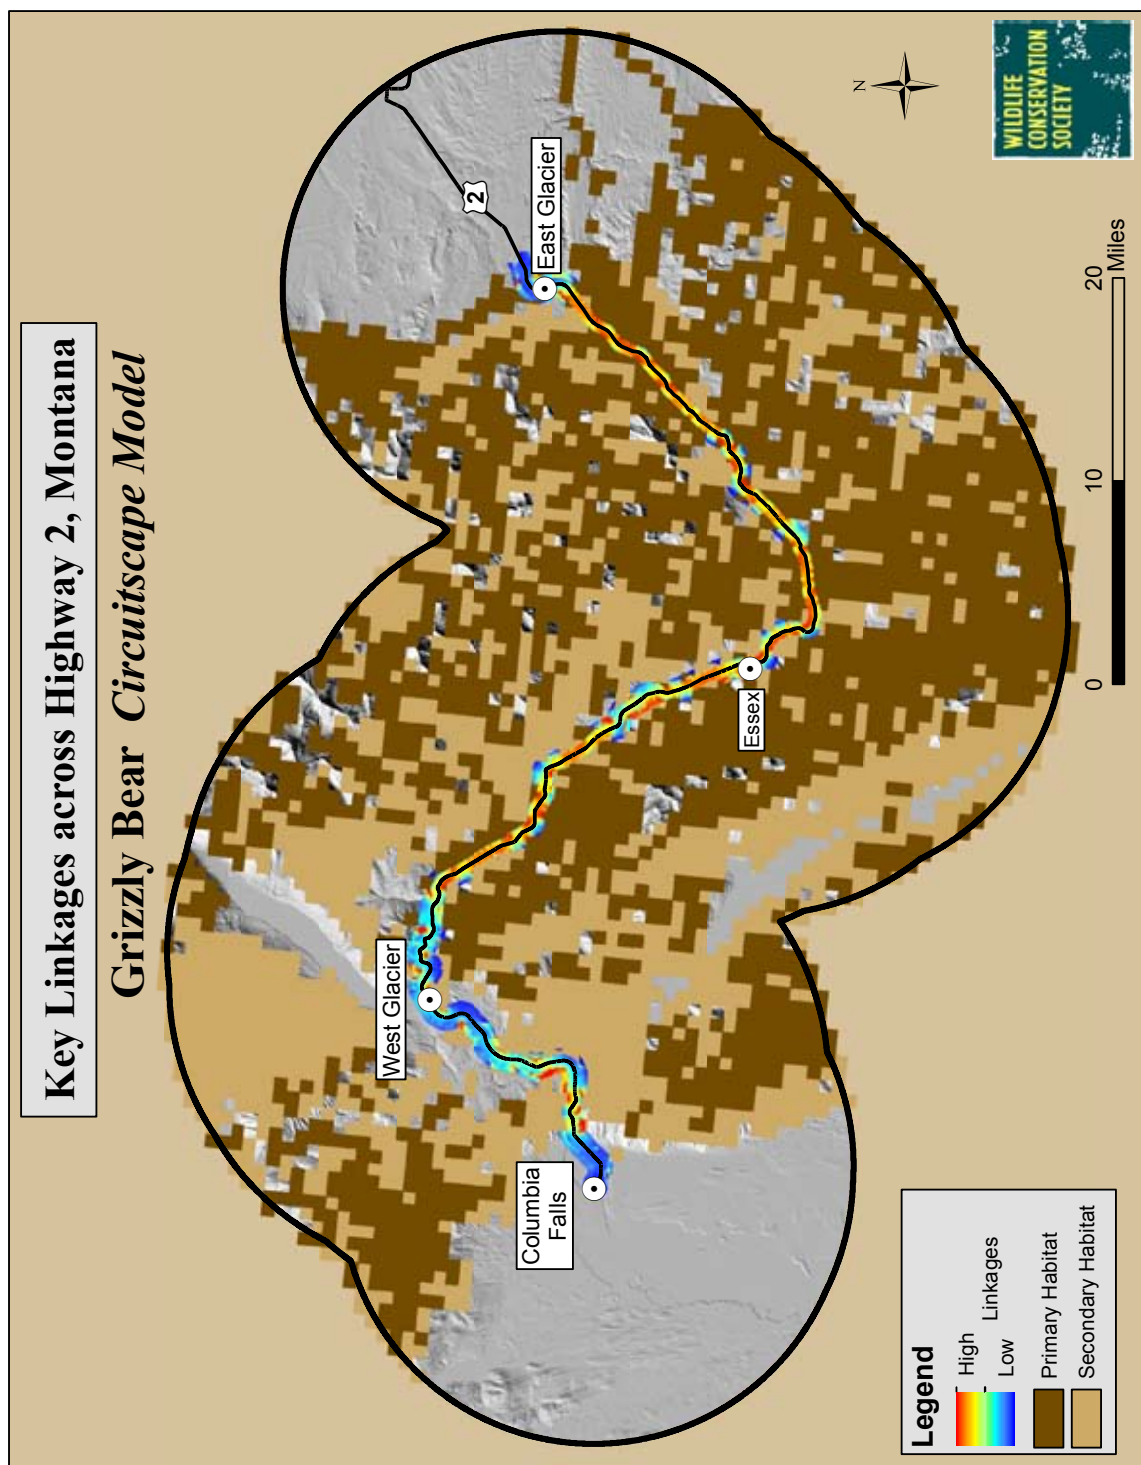 Key Linkages across Highway 2, Montana
Grizzly Bear Circuitscape Model
2
East Glacier
West Glacier
Essex
Columbia
Falls
N
Legend
High
Linkages
Low
Primary Habitat
Secondary Habitat
0 10 20
Miles
WILDLIFE
CONSERVATION
SOCIETY